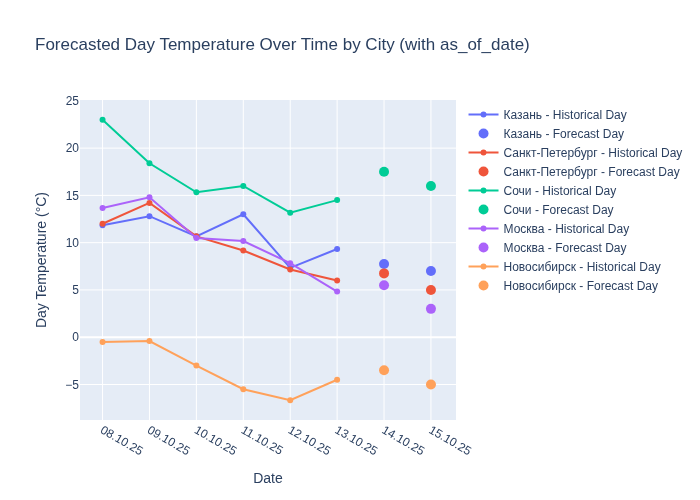 Forecasted Day Temperature Over Time by City (with as_of_date)
25
20
15
10
5
0
−5
Day Temperature (°C)
08.10.25
09.10.25
10.10.25
11.10.25
12.10.25
13.10.25
14.10.25
15.10.25
Date
Казань - Historical Day
Казань - Forecast Day
Санкт-Петербург - Historical Day
Санкт-Петербург - Forecast Day
Сочи - Historical Day
Сочи - Forecast Day
Москва - Historical Day
Москва - Forecast Day
Новосибирск - Historical Day
Новосибирск - Forecast Day